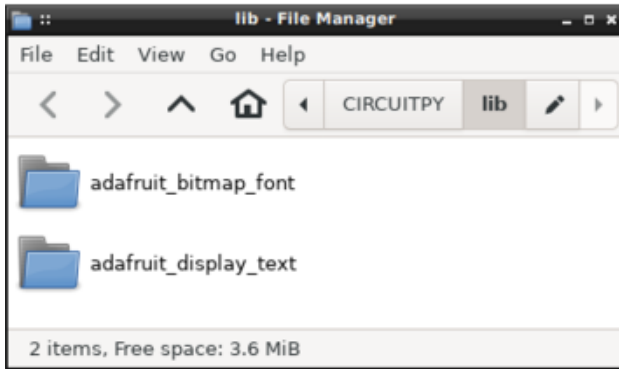 lib - File Manager
File Edit View Go Help
CIRCUITPY lib
adafruit_bitmap_font
adafruit_display_text
2 items, Free space: 3.6 MiB